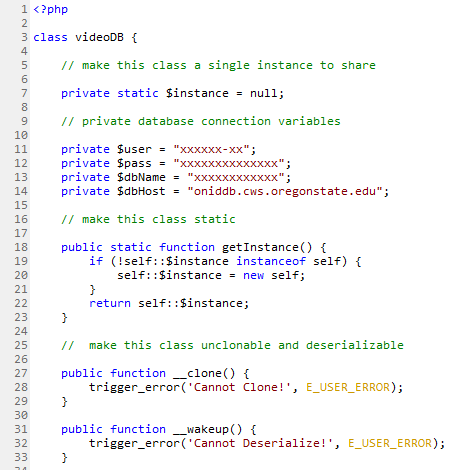 1 <?php
2
3 class videoDB {
4
5 // make this class a single instance to share
6
7 private static $instance = null;
8
9 // private database connection variables
10
11 private $user = "xxxxxx-xx";
12 private $pass = "xxxxxxxxxxxxxx";
13 private $dbName = "xxxxxxxxxxxx";
14 private $dbHost = "oniddb.cws.oregonstate.edu";
15
16 // make this class static
17
18 public static function getInstance() {
19 if (!self::$instance instanceof self) {
20 self::$instance = new self;
21 }
22 return self::$instance;
23 }
24
25 //  make this class unclonable and deserializable
26
27 public function __clone() {
28 trigger_error('Cannot Clone!', E_USER_ERROR);
29 }
30
31 public function __wakeup() {
32 trigger_error('Cannot Deserialize!', E_USER_ERROR);
33 }